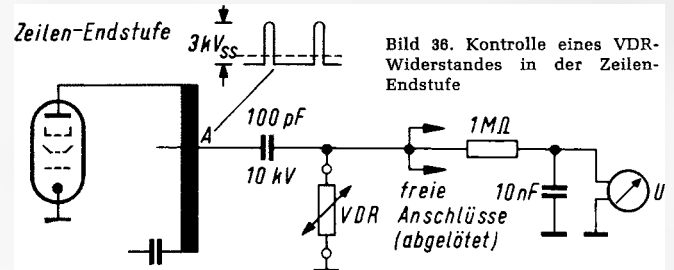 Zeilen-Endstufe
3kVSS
Bild 36. Kontrolle eines VDR-
Widerstandes in der Zeilen-
Endstufe
A
100 pF
10 kV
VDR
freie
Anschlüsse
(abgelötet)
1MΩ
10nF
U